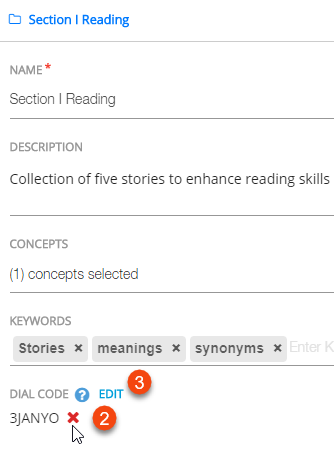 Section I Reading
NAME*
Section I Reading
DESCRIPTION
Collection of five stories to enhance reading skills
CONCEPTS
(1) concepts selected
KEYWORDS
Stories × meanings × synonyms × Enter K
DIAL CODE ? EDIT 3
3JANYO ✖ 2